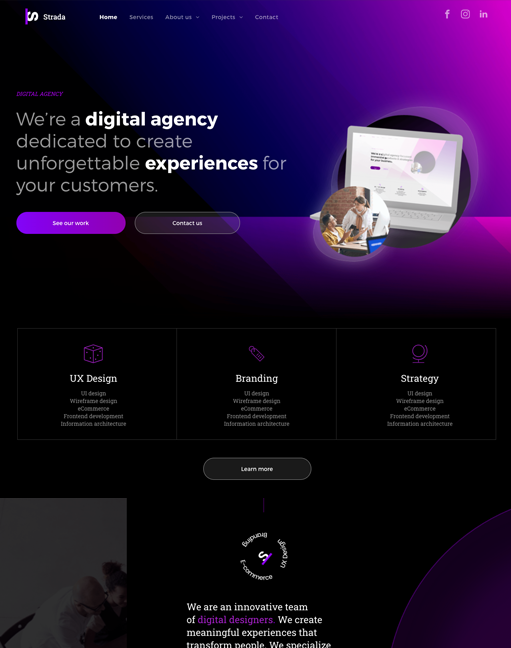 Strada
Home Services About us Projects Contact
DIGITAL AGENCY
We're a digital agency
dedicated to create
unforgettable experiences for
your customers.
See our work Contact us
UX Design
UI design
Wireframe design
eCommerce
Frontend development
Information architecture
Branding
UI design
Wireframe design
eCommerce
Frontend development
Information architecture
Strategy
UI design
Wireframe design
eCommerce
Frontend development
Information architecture
Learn more
Branding UX Design E-commerce
We are an innovative team
of digital designers. We create
meaningful experiences that
transform people. We specialize